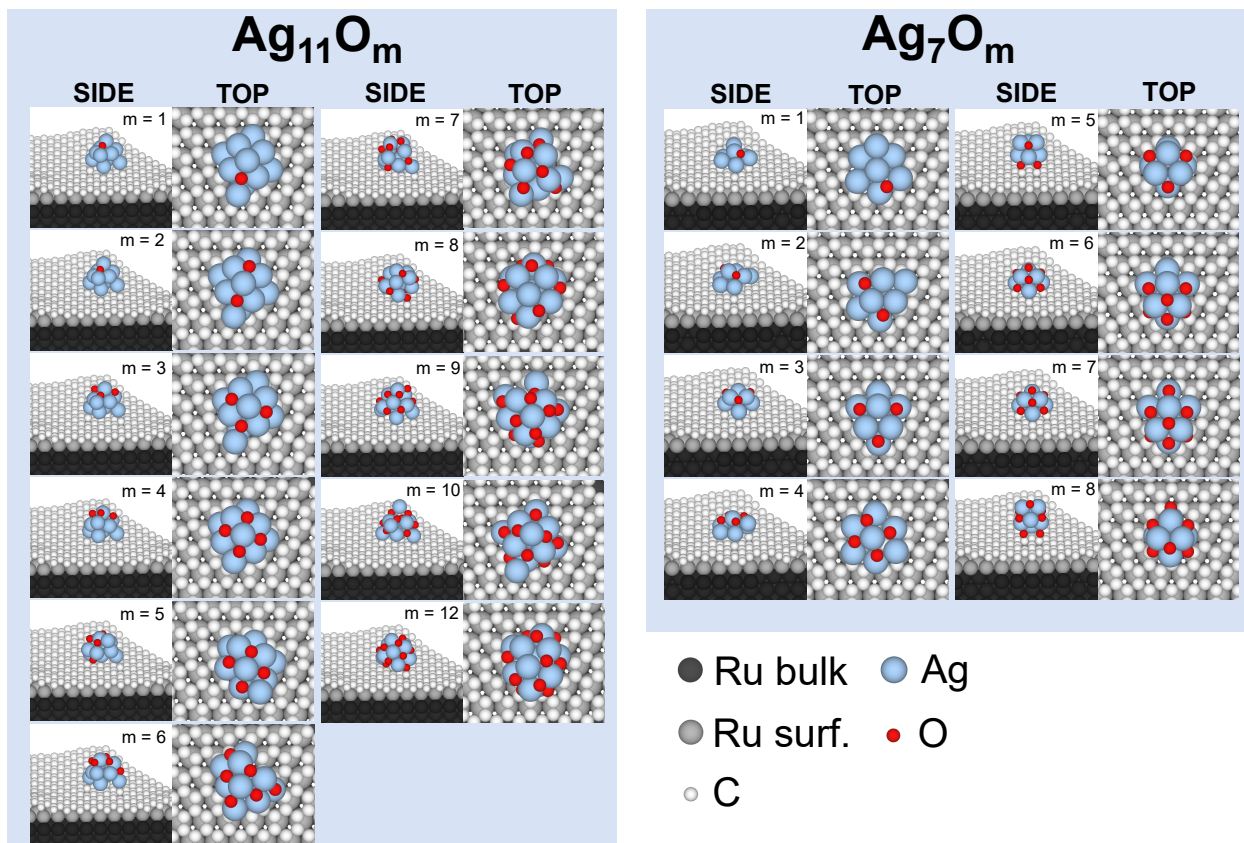 Ag₁₁Oₘ
SIDE TOP SIDE TOP
m = 1
m = 7
m = 2
m = 8
m = 3
m = 9
m = 4
m = 10
m = 5
m = 12
m = 6
Ag₇Oₘ
SIDE TOP SIDE TOP
m = 1
m = 5
m = 2
m = 6
m = 3
m = 7
m = 4
m = 8
Ru bulk
Ag
Ru surf.
O
C